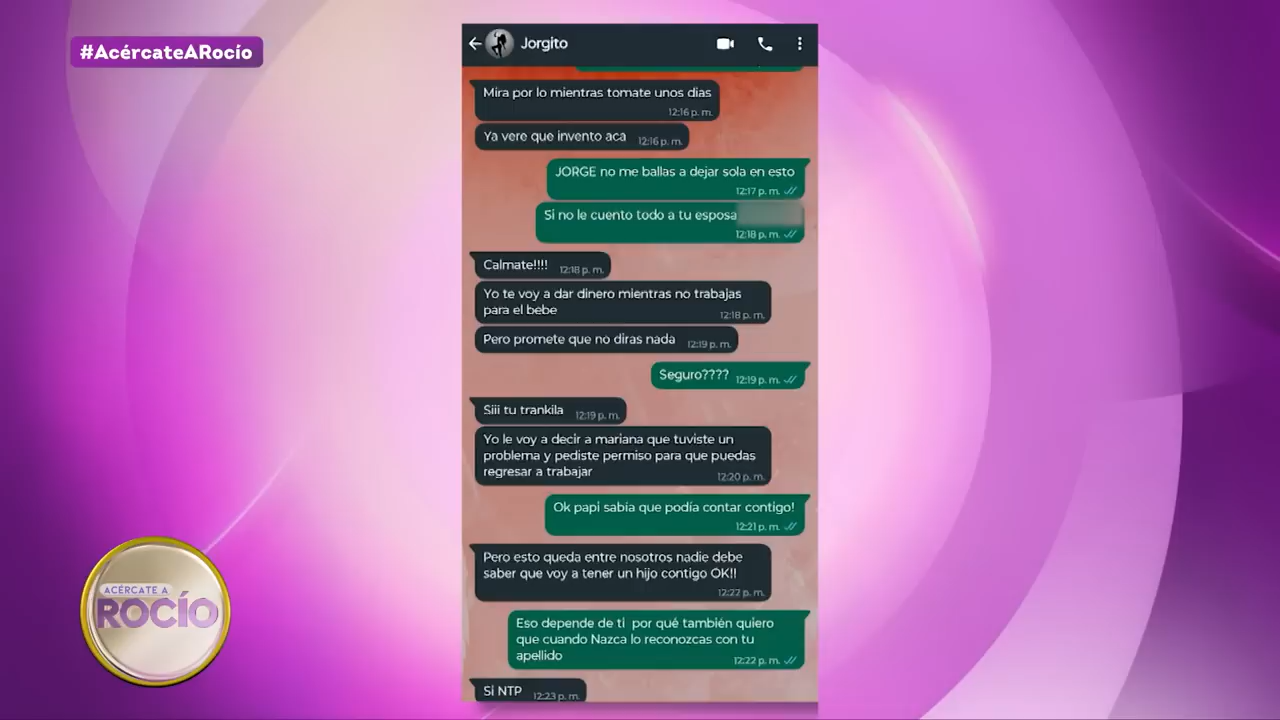 #AcércateARocío
Jorgito
Mira por lo mientras tomate unos dias
12:16 p. m.
Ya vere que invento aca 12:16 p. m.
JORGE no me ballas a dejar sola en esto
12:17 p. m.
Si no le cuento todo a tu esposa
12:18 p. m.
Calmate!!!! 12:18 p. m.
Yo te voy a dar dinero mientras no trabajas
para el bebe
12:18 p. m.
Pero promete que no diras nada 12:19 p. m.
Seguro???? 12:19 p. m.
Siii tu trankila 12:19 p. m.
Yo le voy a decir a mariana que tuviste un
problema y pediste permiso para que puedas
regresar a trabajar
12:20 p. m.
Ok papi sabía que podía contar contigo!
12:21 p. m.
Pero esto queda entre nosotros nadie debe
saber que voy a tener un hijo contigo OK!!
12:22 p. m.
Eso depende de ti por qué también quiero
que cuando Nazca lo reconozcas con tu
apellido
12:22 p. m.
Si NTP 12:23 p. m.
ACÉRCATE A
ROCÍO